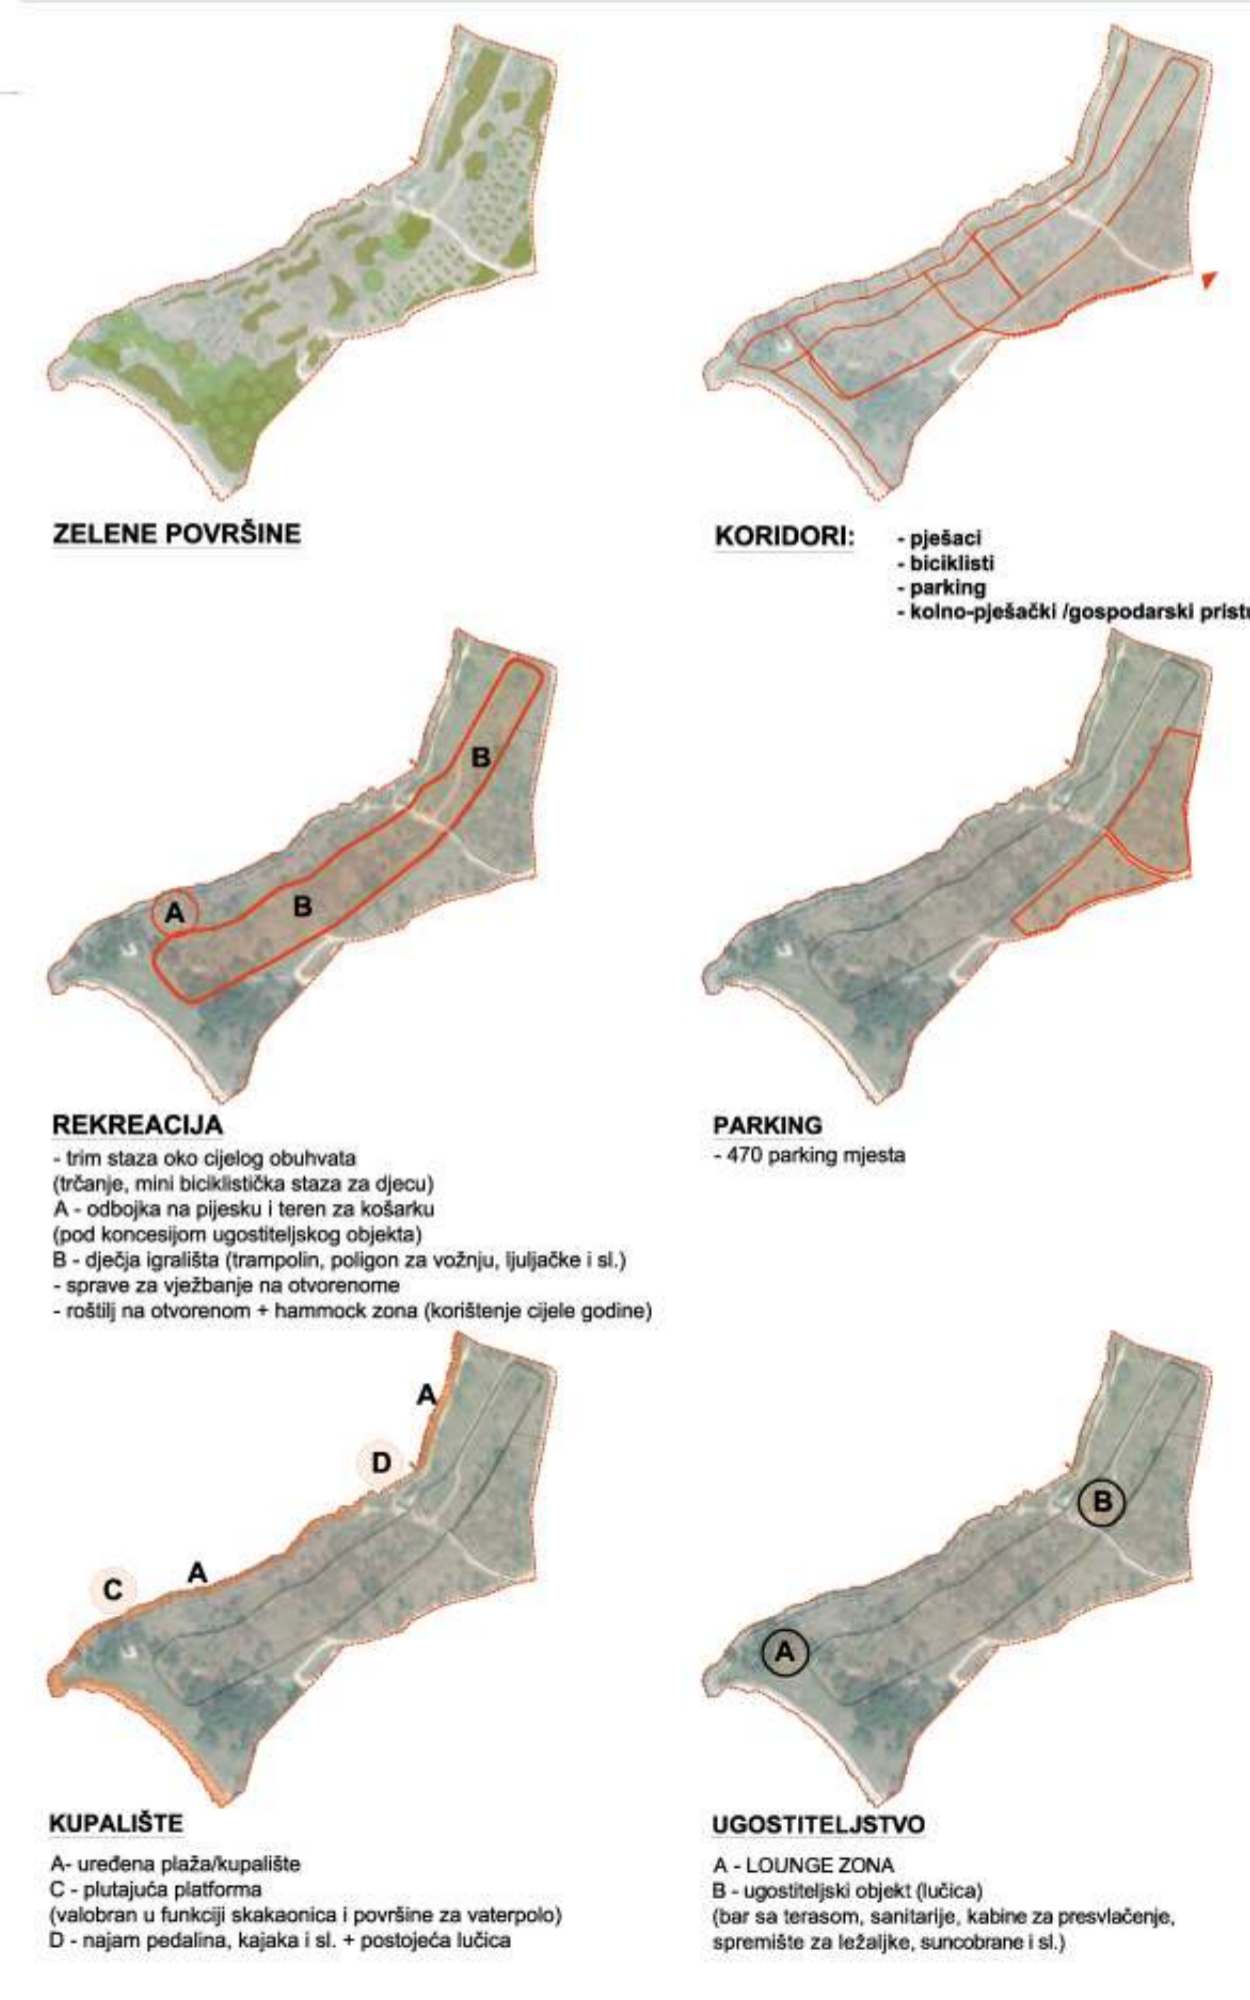 ZELENE POVRŠINE
KORIDORI:
- pješaci
- biciklisti
- parking
- kolno-pješački /gospodarski
B
B
A
REKREACIJA
- trim staza oko cijelog obuhvata
(trčanje, mini biciklistička staza za djecu)
A - odbojka na pijesku i teren za košarku
(pod koncesijom ugostiteljskog objekta)
B - dječja igrališta (trampolin, poligon za vožnju, ljuljačke i sl.)
- sprave za vježbanje na otvorenome
- roštilj na otvorenom + hammock zona (korištenje cijele godine)
PARKING
- 470 parking mjesta
A
D
A
C
KUPALIŠTE
A- uređena plaža/kupalište
C - plutajuća platforma
(valobran u funkciji skakaonica i površine za vaterpolo)
D - najam pedalina, kajaka i sl. + postojeća lučica
B
A
UGOSTITELJSTVO
A - LOUNGE ZONA
B - ugostiteljski objekt (lučica)
(bar sa terasom, sanitarije, kabine za presvlačenje,
spremište za ležaljke, suncobrane i sl.)